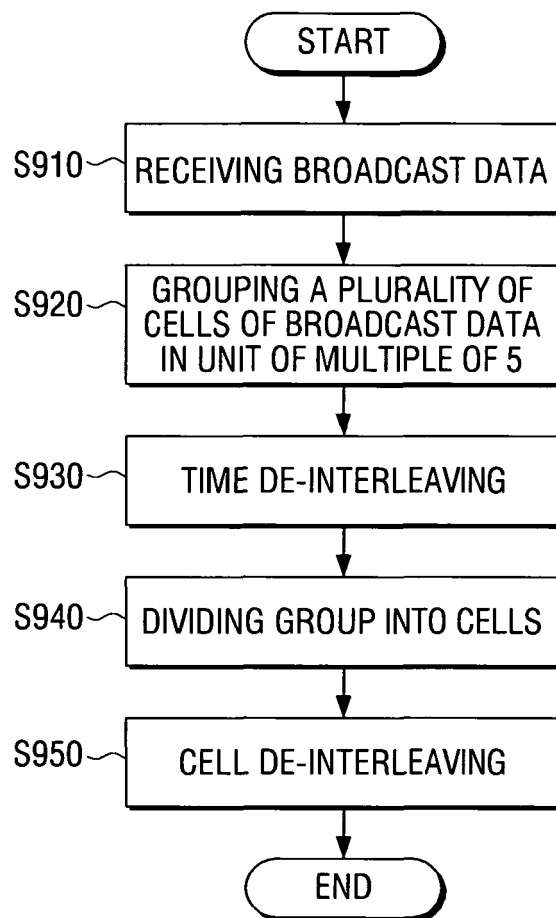 START
S910
RECEIVING BROADCAST DATA
S920
GROUPING A PLURALITY OF
CELLS OF BROADCAST DATA
IN UNIT OF MULTIPLE OF 5
S930
TIME DE-INTERLEAVING
S940
DIVIDING GROUP INTO CELLS
S950
CELL DE-INTERLEAVING
END